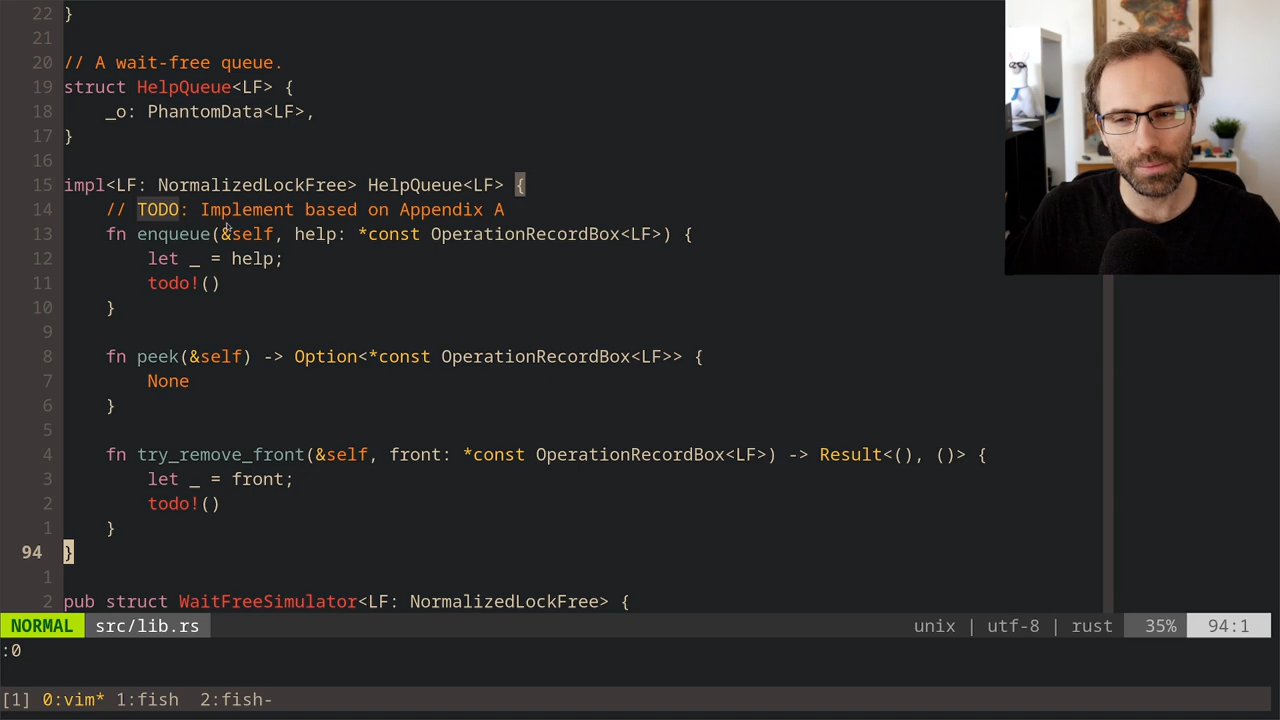 22 }
21
20 // A wait-free queue.
19 struct HelpQueue<LF> {
18 _o: PhantomData<LF>,
17 }
16
15 impl<LF: NormalizedLockFree> HelpQueue<LF> {
14 // TODO: Implement based on Appendix A
13 fn enqueue(&self, help: *const OperationRecordBox<LF>) {
12 let _ = help;
11 todo!()
10 }
9
8 fn peek(&self) -> Option<*const OperationRecordBox<LF>> {
7 None
6 }
5
4 fn try_remove_front(&self, front: *const OperationRecordBox<LF>) -> Result<(), ()> {
3 let _ = front;
2 todo!()
1 }
94 }
1
2 pub struct WaitFreeSimulator<LF: NormalizedLockFree> {
NORMAL src/lib.rs unix | utf-8 | rust 35% 94:1
:0
[1] 0:vim* 1:fish 2:fish-